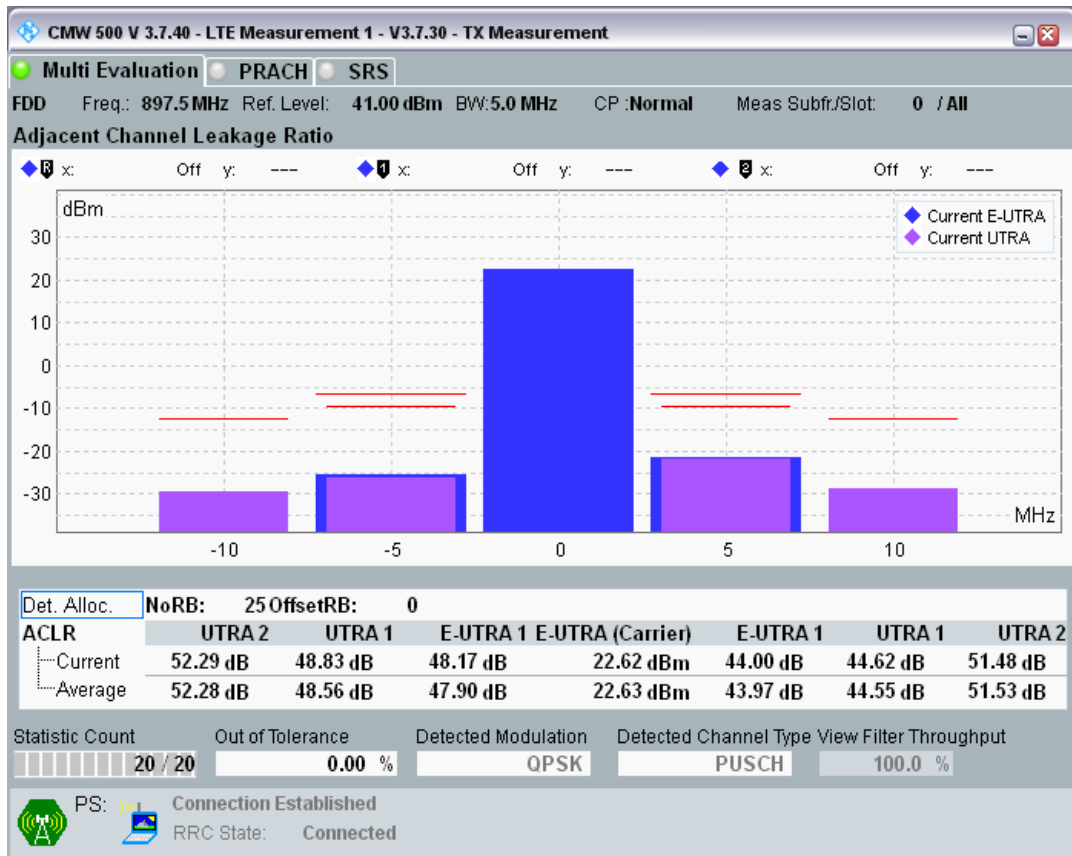 CMW 500 V 3.7.40 - LTE Measurement 1 - V3.7.30 - TX Measurement
Multi Evaluation PRACH SRS
FDD Freq.: 897.5 MHz Ref. Level: 41.00 dBm BW: 5.0 MHz CP : Normal Meas Subfr./Slot: 0 / All
Adjacent Channel Leakage Ratio
R x: Off y: --- 1 x: Off y: --- 2 x: Off y: ---
dBm
Current E-UTRA
Current UTRA
30
20
10
0
-10
-20
-30
MHz
-10 -5 0 5 10
Det. Alloc. NoRB: 25 OffsetRB: 0
ACLR UTRA 2 UTRA 1 E-UTRA 1 E-UTRA (Carrier) E-UTRA 1 UTRA 1 UTRA 2
Current 52.29 dB 48.83 dB 48.17 dB 22.62 dBm 44.00 dB 44.62 dB 51.48 dB
Average 52.28 dB 48.56 dB 47.90 dB 22.63 dBm 43.97 dB 44.55 dB 51.53 dB
Statistic Count Out of Tolerance Detected Modulation Detected Channel Type View Filter Throughput
20 / 20 0.00 % QPSK PUSCH 100.0 %
PS: Connection Established
RRC State: Connected